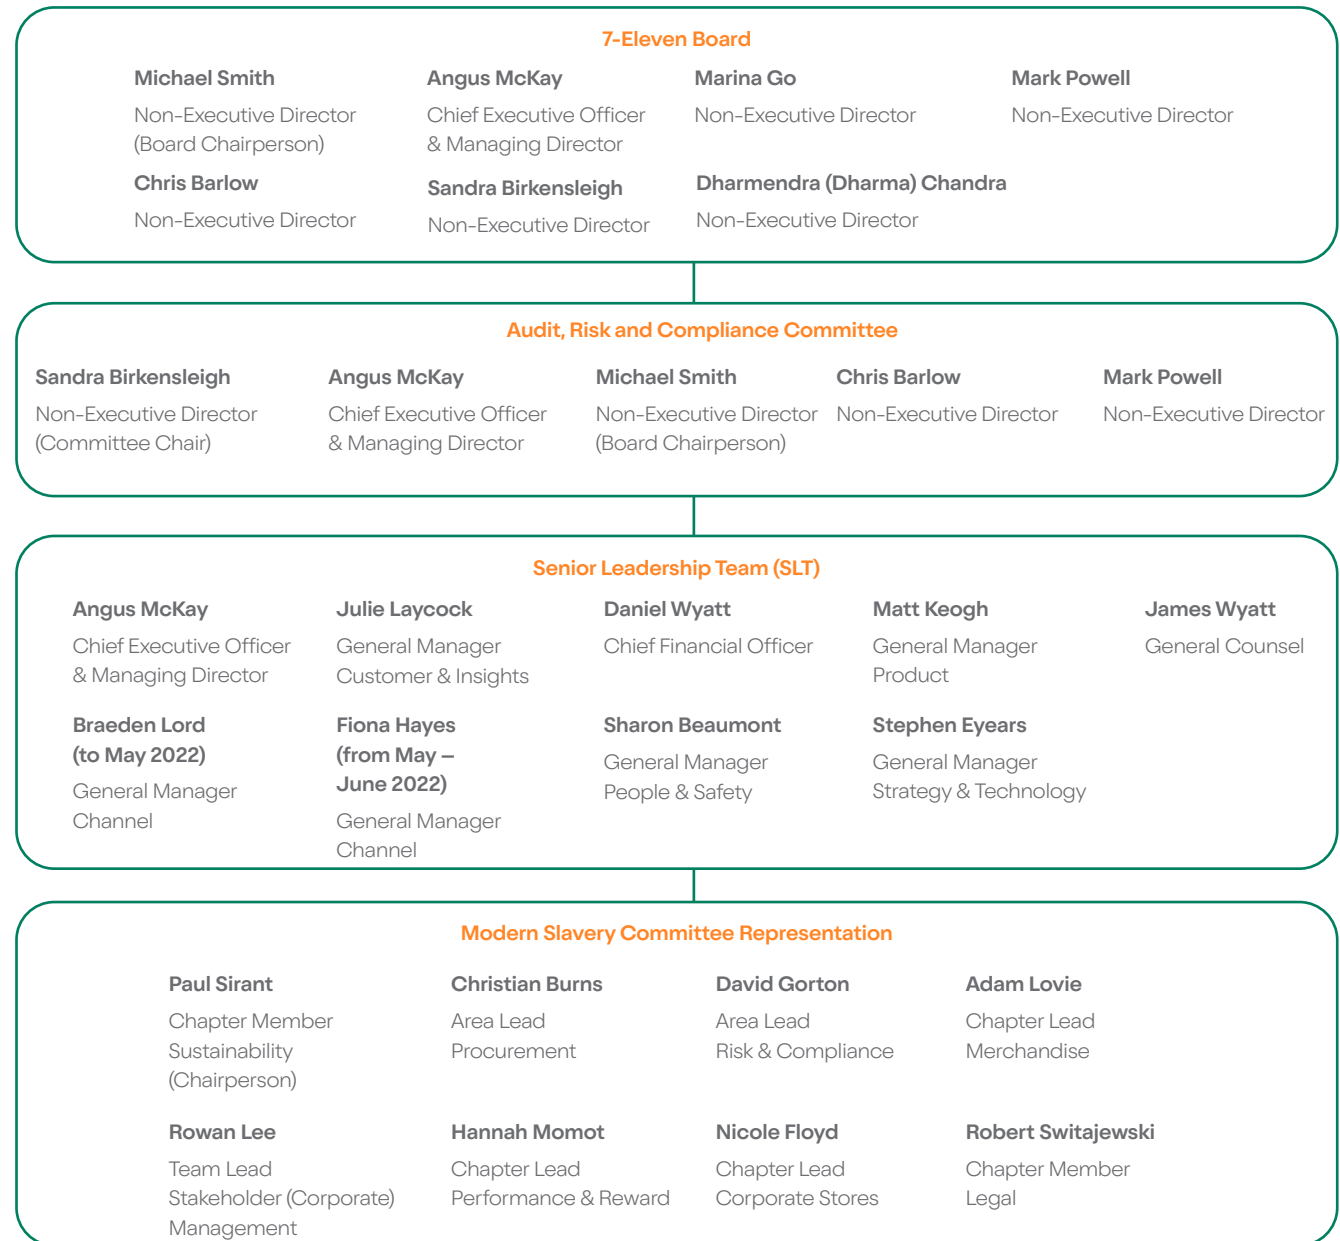 7-Eleven Board
Michael Smith
Non-Executive Director
(Board Chairperson)
Angus McKay
Chief Executive Officer
& Managing Director
Marina Go
Non-Executive Director
Mark Powell
Non-Executive Director
Chris Barlow
Non-Executive Director
Sandra Birkensleigh
Non-Executive Director
Dharmendra (Dharma) Chandra
Non-Executive Director
Audit, Risk and Compliance Committee
Sandra Birkensleigh
Non-Executive Director
(Committee Chair)
Angus McKay
Chief Executive Officer
& Managing Director
Michael Smith
Non-Executive Director
(Board Chairperson)
Chris Barlow
Non-Executive Director
Mark Powell
Non-Executive Director
Senior Leadership Team (SLT)
Angus McKay
Chief Executive Officer
& Managing Director
Julie Laycock
General Manager
Customer & Insights
Daniel Wyatt
Chief Financial Officer
Matt Keogh
General Manager
Product
James Wyatt
General Counsel
Braeden Lord
(to May 2022)
General Manager
Channel
Fiona Hayes
(from May –
June 2022)
General Manager
Channel
Sharon Beaumont
General Manager
People & Safety
Stephen Eyears
General Manager
Strategy & Technology
Modern Slavery Committee Representation
Paul Sirant
Chapter Member
Sustainability
(Chairperson)
Christian Burns
Area Lead
Procurement
David Gorton
Area Lead
Risk & Compliance
Adam Lovie
Chapter Lead
Merchandise
Rowan Lee
Team Lead
Stakeholder (Corporate)
Management
Hannah Momot
Chapter Lead
Performance & Reward
Nicole Floyd
Chapter Lead
Corporate Stores
Robert Switajewski
Chapter Member
Legal